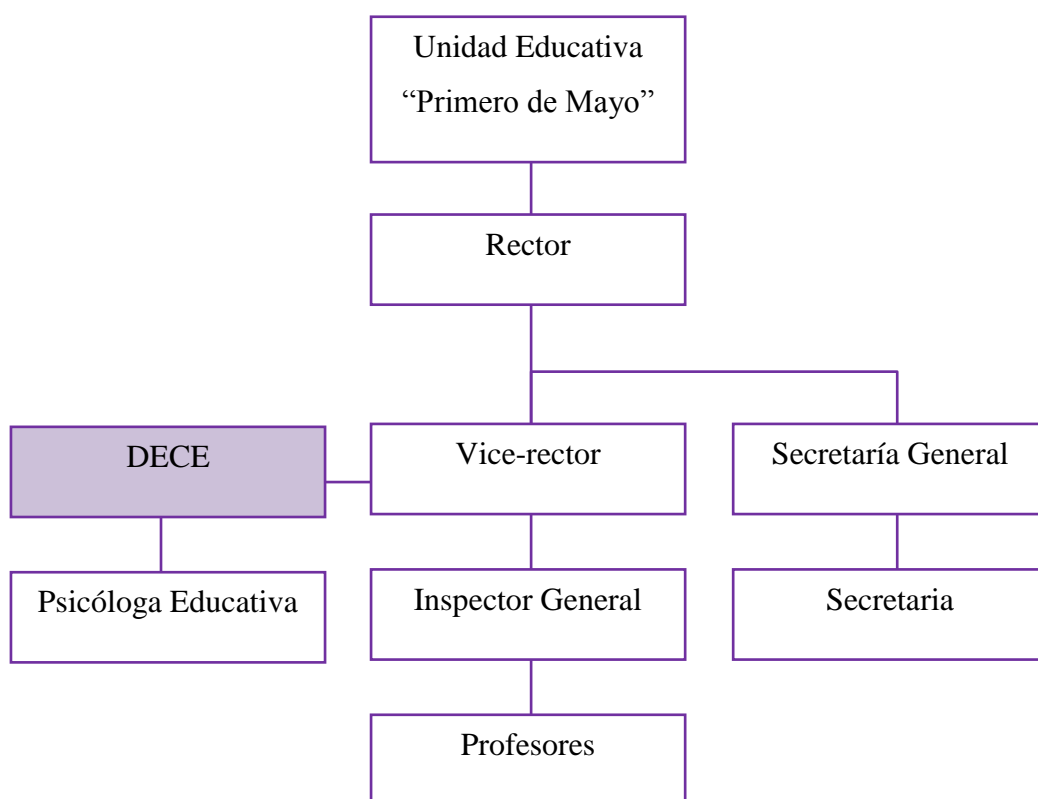 Unidad Educativa
“Primero de Mayo”
Rector
DECE
Vice-rector
Secretaría General
Psicóloga Educativa
Inspector General
Secretaria
Profesores